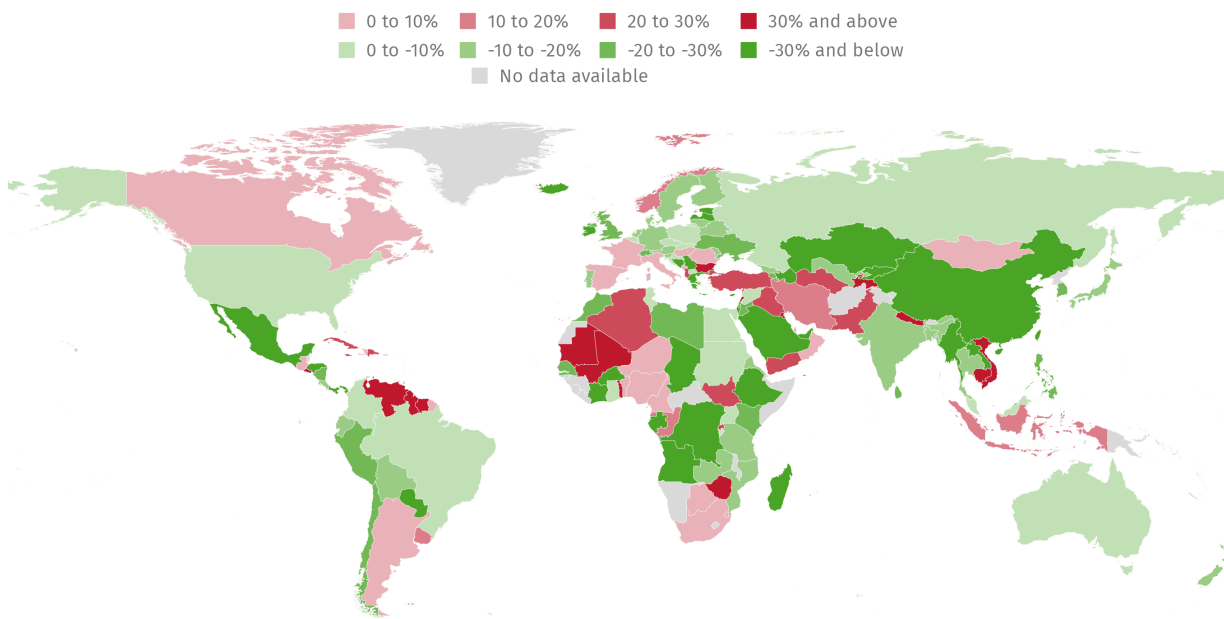 0 to 10% 10 to 20% 20 to 30% 30% and above
0 to -10% -10 to -20% -20 to -30% -30% and below
No data available